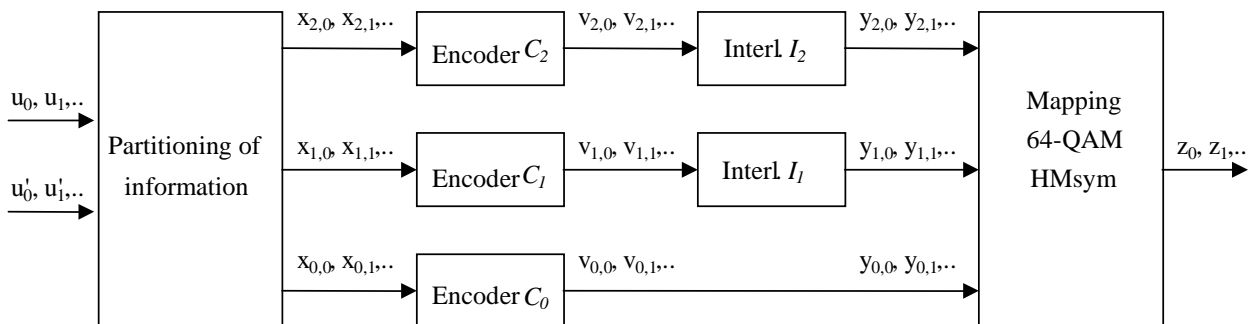 x2,0, x2,1,..
v2,0, v2,1,..
y2,0, y2,1,..
Encoder C2
Interl. I2
u0, u1,..
Partitioning of
information
Mapping
64-QAM
HMsym
x1,0, x1,1,..
v1,0, v1,1,..
y1,0, y1,1,..
z0, z1,..
Encoder C1
Interl. I1
u'0, u'1,..
x0,0, x0,1,..
v0,0, v0,1,..
y0,0, y0,1,..
Encoder C0